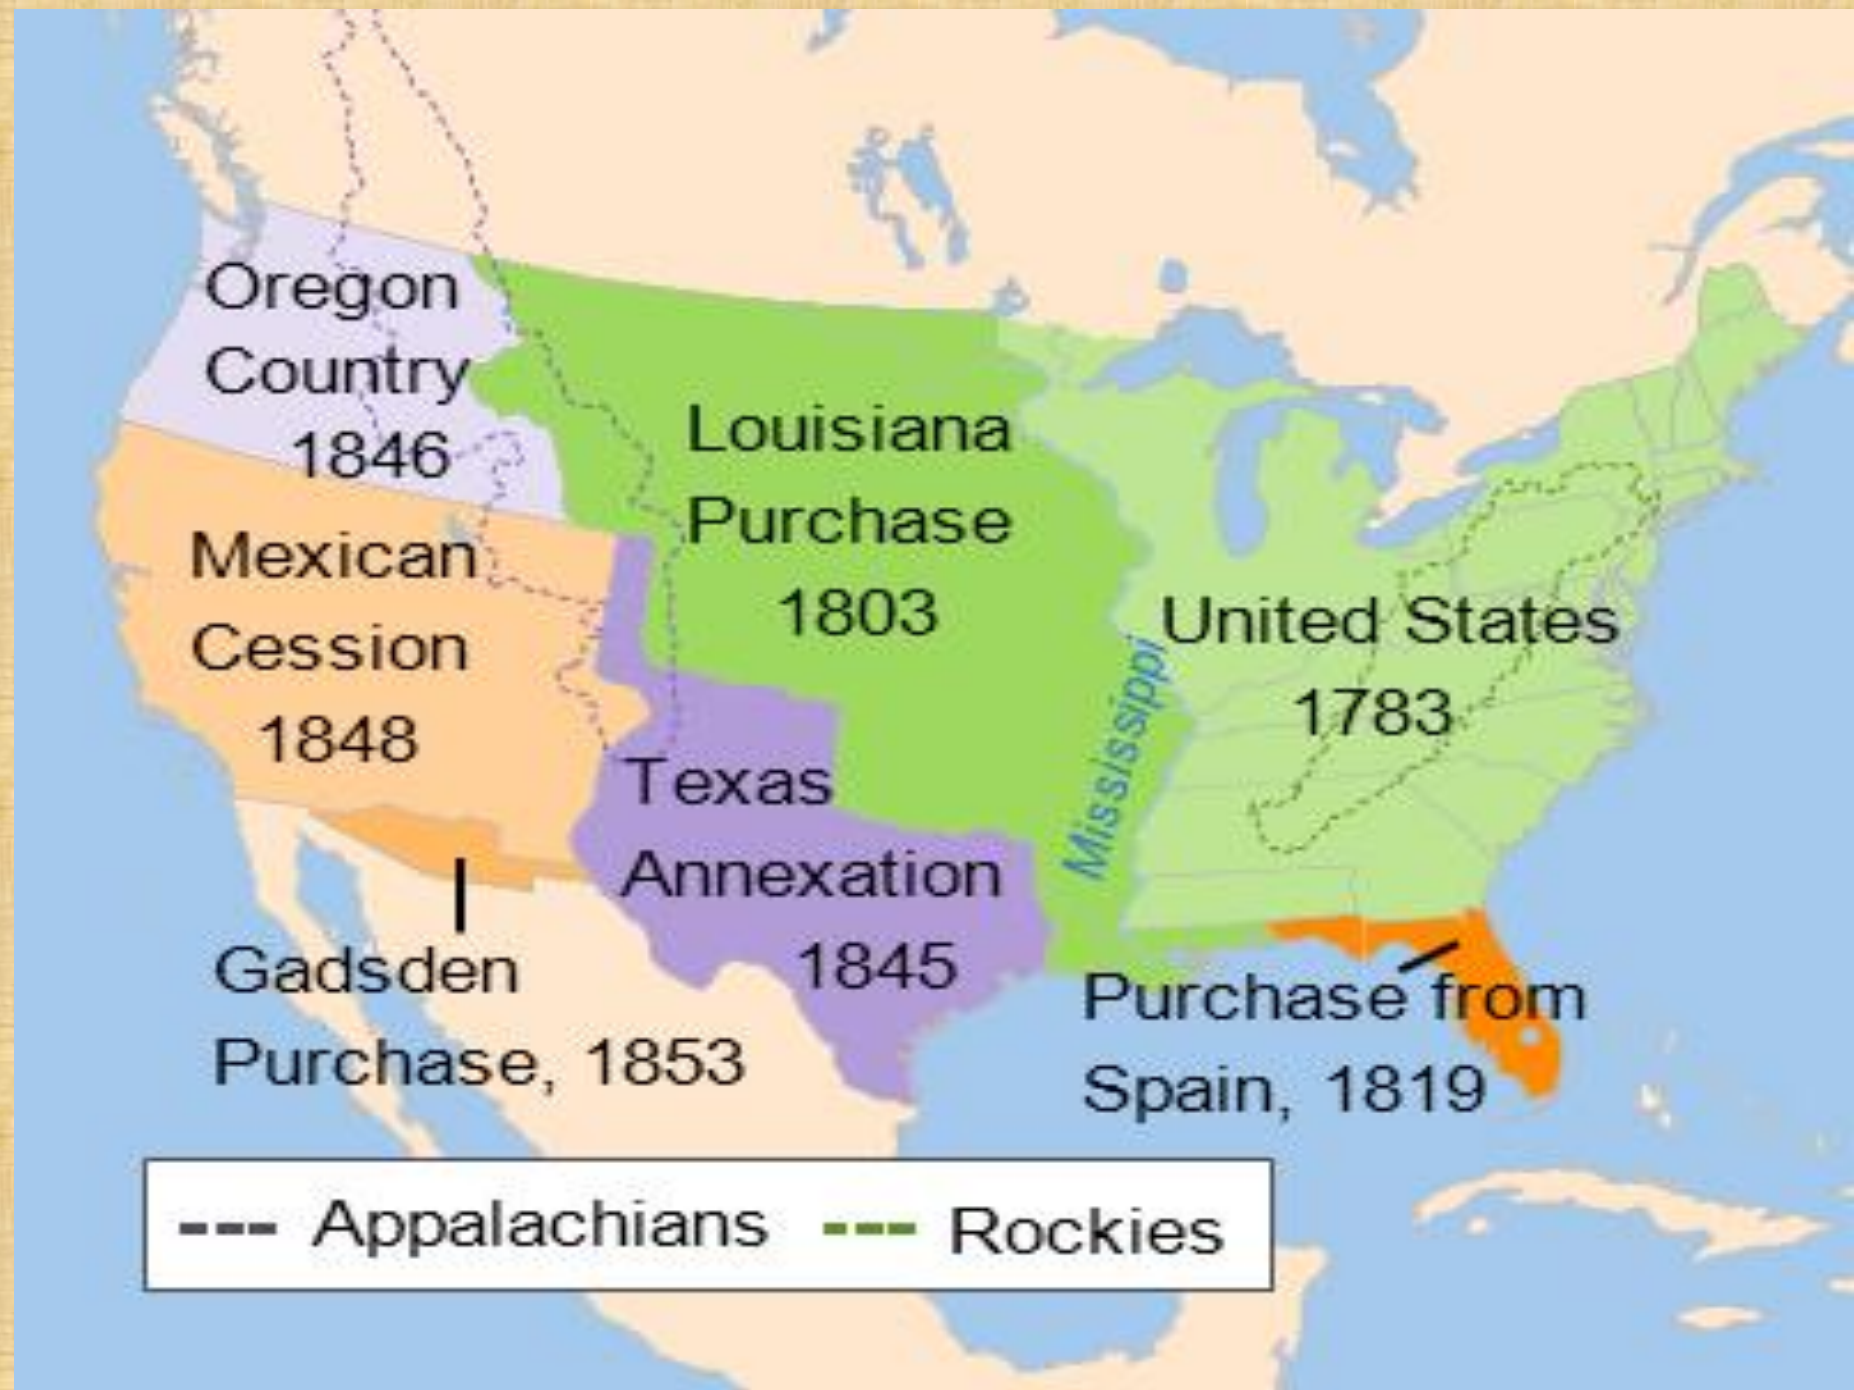 Oregon
Country
1846
Louisiana
Purchase
1803
Mexican
Cession
1848
United States
1783
Mississippi
Texas
Annexation
1845
Gadsden
Purchase, 1853
Purchase from
Spain, 1819
Appalachians
Rockies